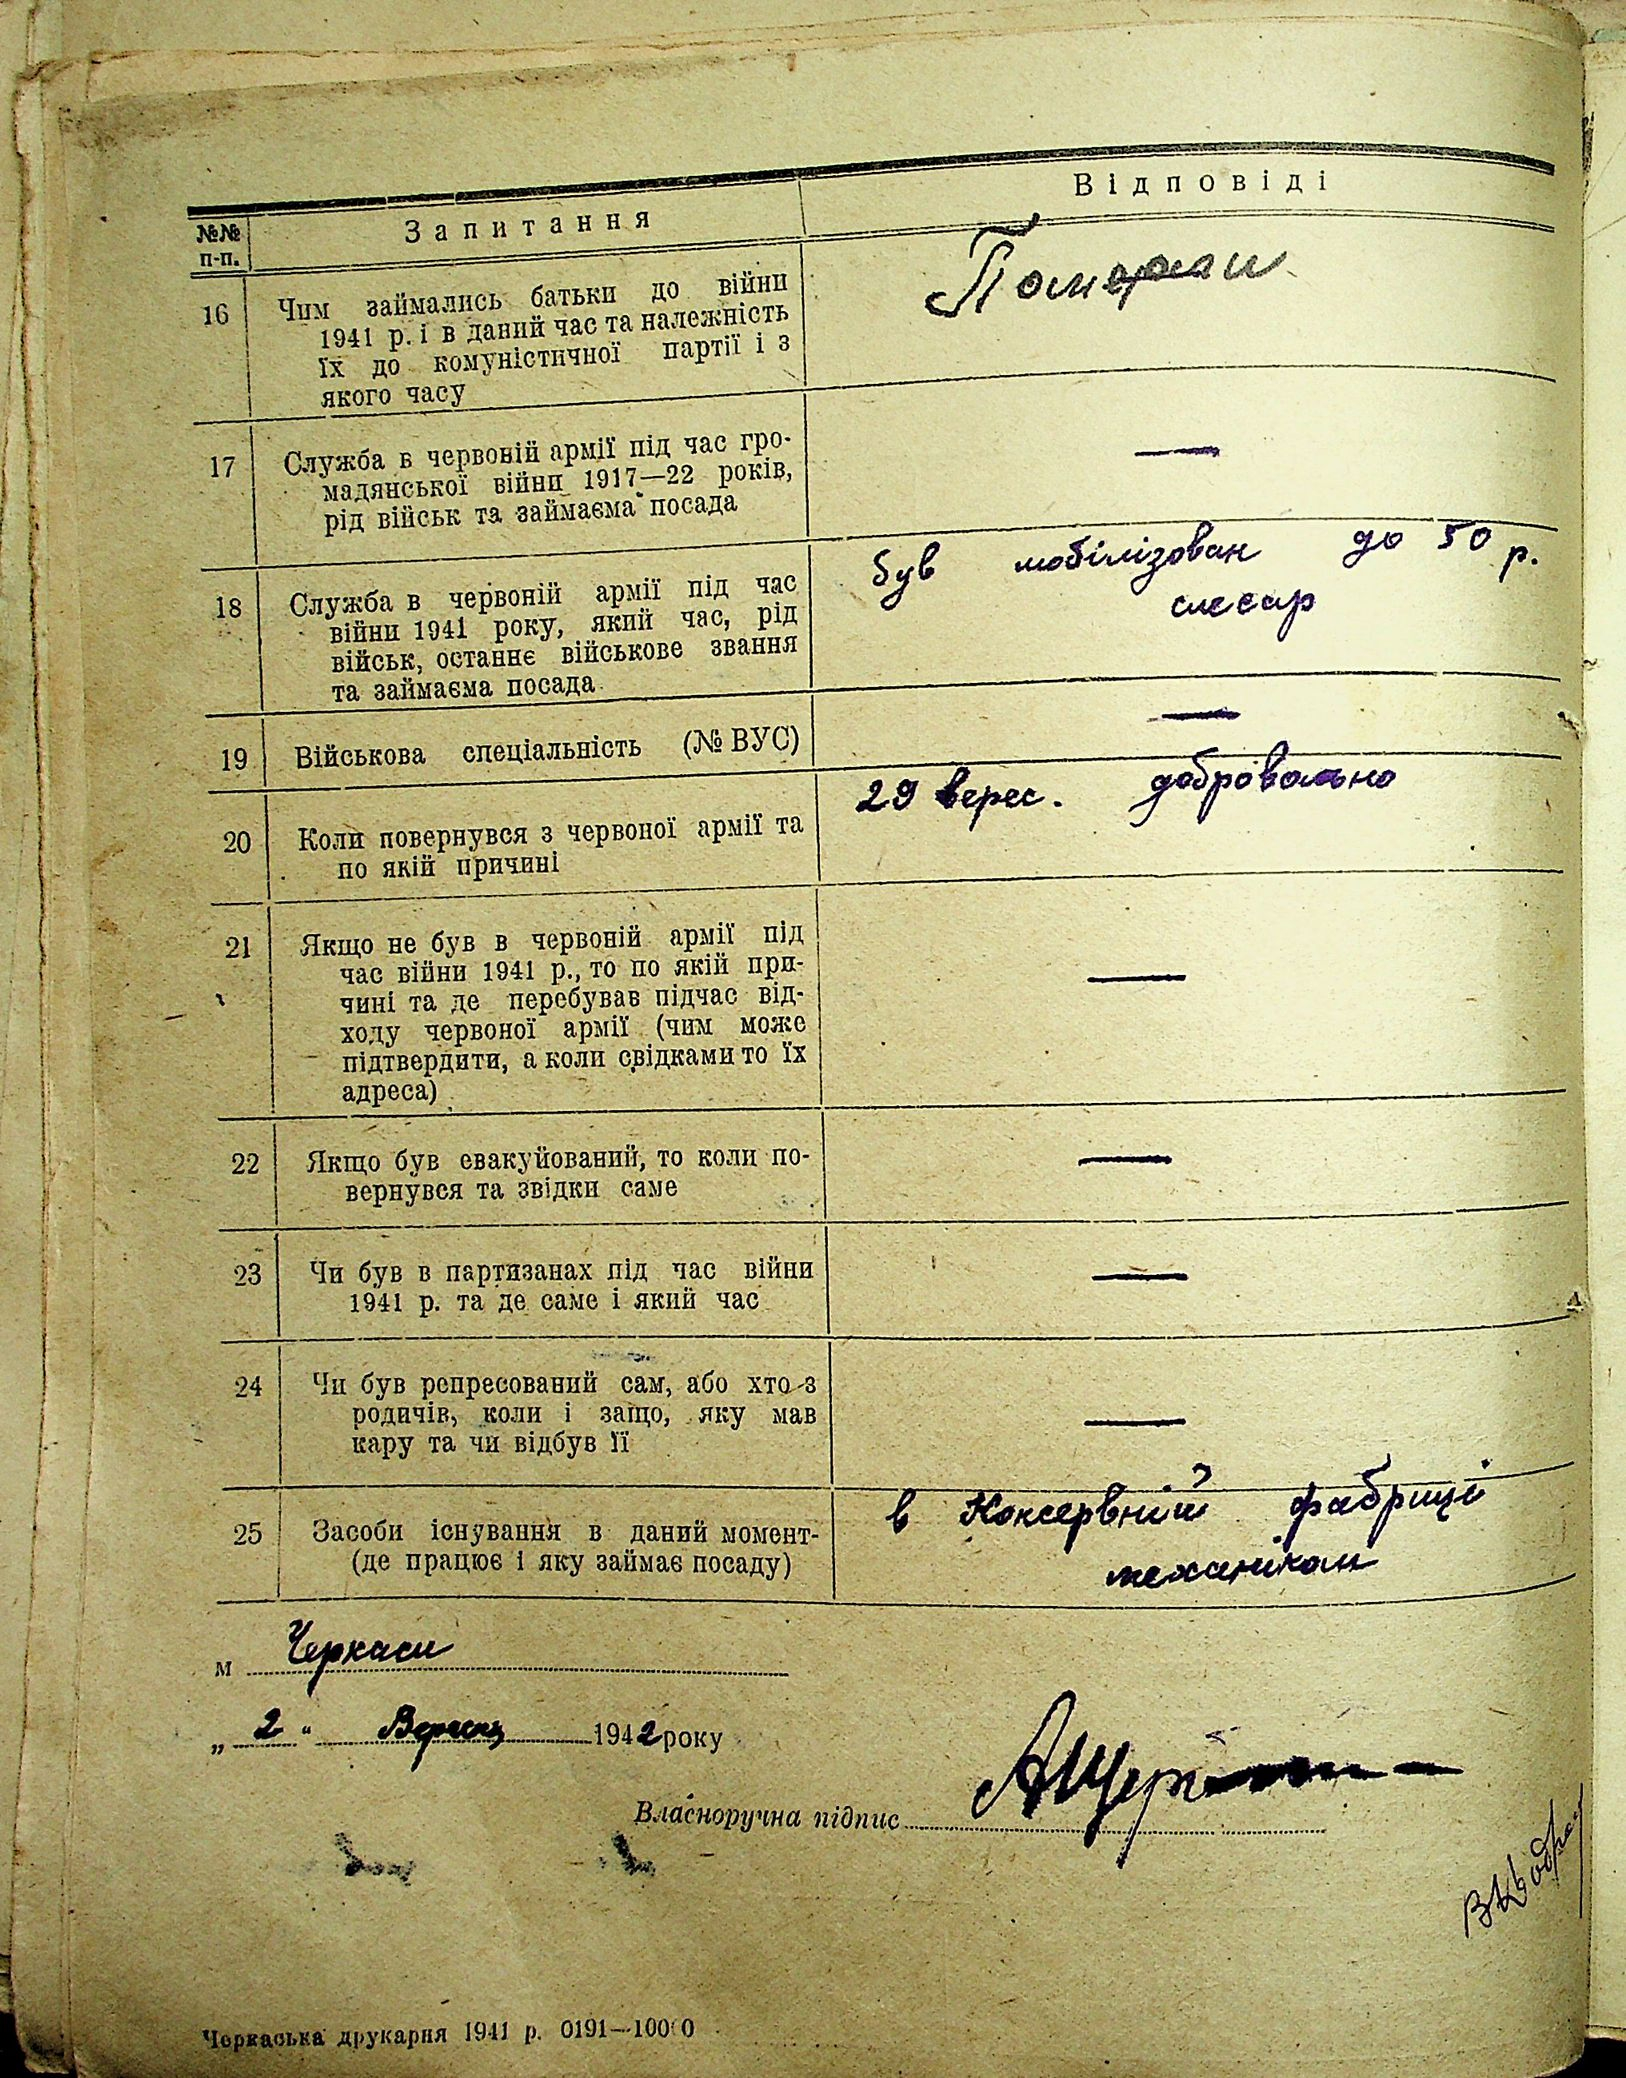 №№ п-п.
Запитання
Відповіді
16 Чим займались батьки до війни
1941 р. і в даний час та належність
їх до комуністичної партії і з
якого часу
Померли
17 Служба в червоній армії під час гро-
мадянської війни 1917—22 років,
рід військ та займаєма посада
—
18 Служба в червоній армії під час
війни 1941 року, який час, рід
військ, останнє військове звання
та займаєма посада
був мобілізован до 50 р.
слесар
19 Військова спеціальність (№ ВУС)
—
20 Коли повернувся з червоної армії та
по якій причині
29 верес. добровольно
21 Якщо не був в червоній армії під
час війни 1941 р., то по якій при-
чині та де перебував підчас від-
ходу червоної армії (чим може
підтвердити, а коли свідками то їх
адреса)
—
22 Якщо був евакуйований, то коли по-
вернувся та звідки саме
—
23 Чи був в партизанах під час війни
1941 р. та де саме і який час
—
24 Чи був репресований сам, або хто з
родичів, коли і защо, яку мав
кару та чи відбув її
—
25 Засоби існування в даний момент-
(де працює і яку займає посаду)
в Консервній фабриці
механіком
м Черкаси
„2“ Вересня 1942 року
Власноручна підпис
Черкаська друкарня 1941 р. 0191—10000